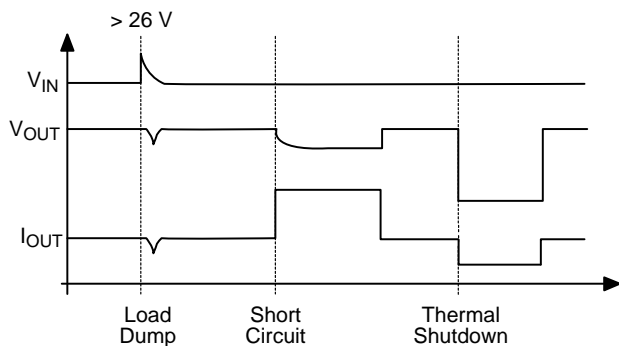 > 26 V
VIN
VOUT
IOUT
Load
Dump
Short
Circuit
Thermal
Shutdown